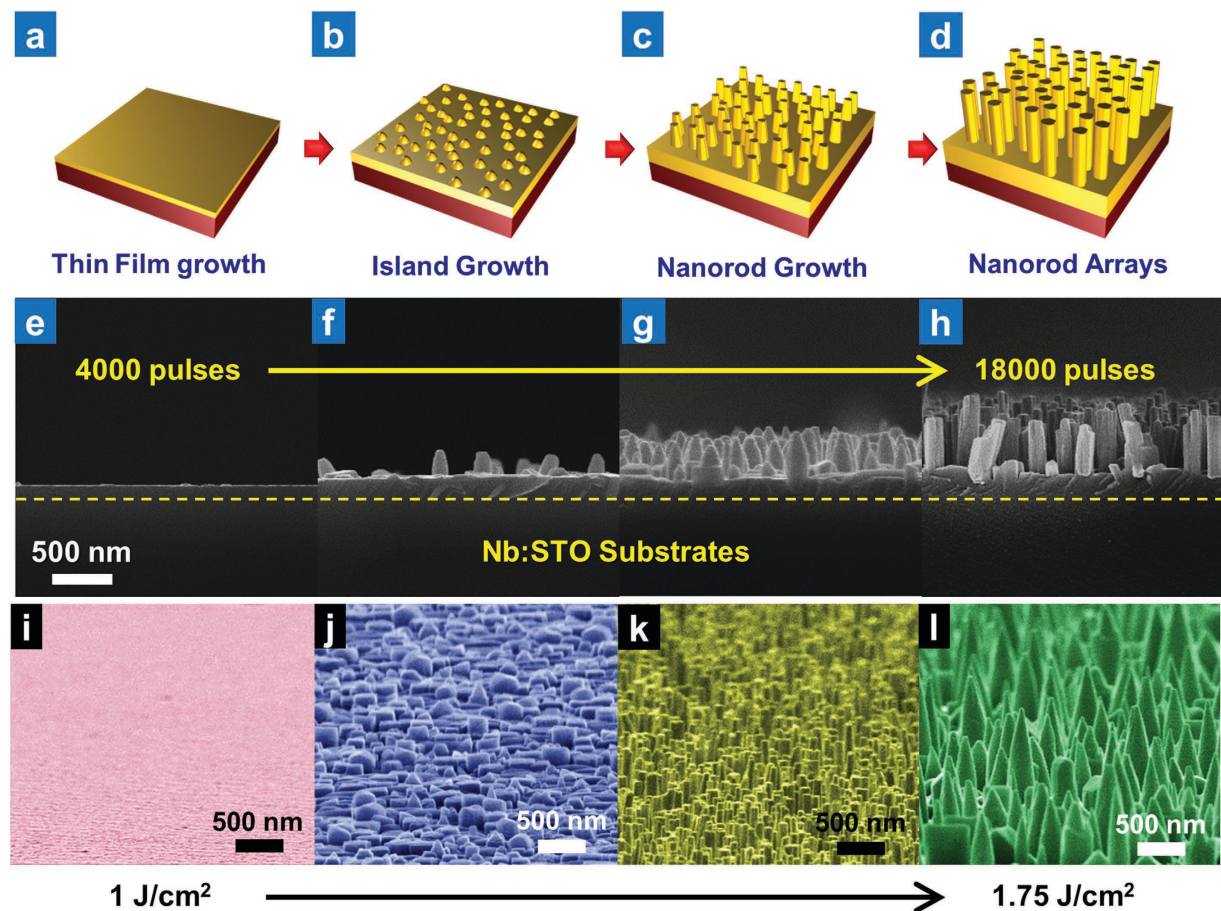 a
b
c
d
Thin Film growth
Island Growth
Nanorod Growth
Nanorod Arrays
e
f
g
h
4000 pulses
18000 pulses
500 nm
Nb:STO Substrates
i
j
k
l
500 nm
500 nm
500 nm
500 nm
1 J/cm²
1.75 J/cm²